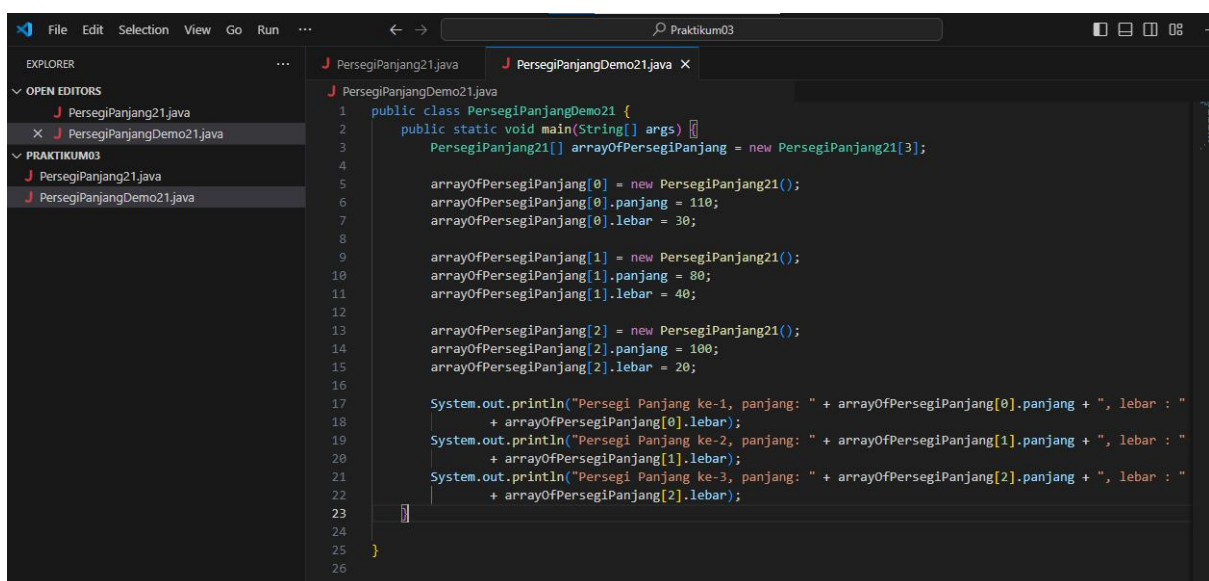 File Edit Selection View Go Run ... ← → Praktikum03
EXPLORER ...
OPEN EDITORS
J PersegiPanjang21.java
X J PersegiPanjangDemo21.java
PRAKTIKUM03
J PersegiPanjang21.java
J PersegiPanjangDemo21.java
J PersegiPanjang21.java J PersegiPanjangDemo21.java X
J PersegiPanjangDemo21.java
1 public class PersegiPanjangDemo21 {
2 public static void main(String[] args) {
3 PersegiPanjang21[] arrayOfPersegiPanjang = new PersegiPanjang21[3];
4
5 arrayOfPersegiPanjang[0] = new PersegiPanjang21();
6 arrayOfPersegiPanjang[0].panjang = 110;
7 arrayOfPersegiPanjang[0].lebar = 30;
8
9 arrayOfPersegiPanjang[1] = new PersegiPanjang21();
10 arrayOfPersegiPanjang[1].panjang = 80;
11 arrayOfPersegiPanjang[1].lebar = 40;
12
13 arrayOfPersegiPanjang[2] = new PersegiPanjang21();
14 arrayOfPersegiPanjang[2].panjang = 100;
15 arrayOfPersegiPanjang[2].lebar = 20;
16
17 System.out.println("Persegi Panjang ke-1, panjang: " + arrayOfPersegiPanjang[0].panjang + ", lebar : "
18 + arrayOfPersegiPanjang[0].lebar);
19 System.out.println("Persegi Panjang ke-2, panjang: " + arrayOfPersegiPanjang[1].panjang + ", lebar : "
20 + arrayOfPersegiPanjang[1].lebar);
21 System.out.println("Persegi Panjang ke-3, panjang: " + arrayOfPersegiPanjang[2].panjang + ", lebar : "
22 + arrayOfPersegiPanjang[2].lebar);
23 }
24
25 }
26